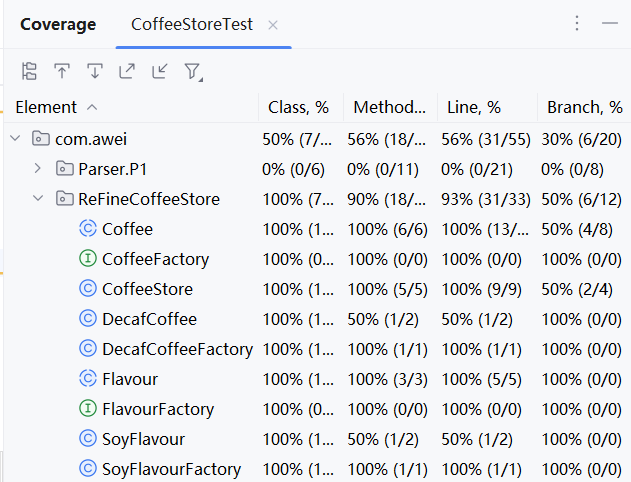 Coverage CoffeeStoreTest
Element Class, % Method... Line, % Branch, %
com.awei 50% (7/... 56% (18/... 56% (31/55) 30% (6/20)
Parser.P1 0% (0/6) 0% (0/11) 0% (0/21) 0% (0/8)
ReFineCoffeeStore 100% (7... 90% (18/... 93% (31/33) 50% (6/12)
Coffee 100% (1... 100% (6/6) 100% (13/... 50% (4/8)
CoffeeFactory 100% (0... 100% (0/0) 100% (0/0) 100% (0/0)
CoffeeStore 100% (1... 100% (5/5) 100% (9/9) 50% (2/4)
DecafCoffee 100% (1... 50% (1/2) 50% (1/2) 100% (0/0)
DecafCoffeeFactory 100% (1... 100% (1/1) 100% (1/1) 100% (0/0)
Flavour 100% (1... 100% (3/3) 100% (5/5) 100% (0/0)
FlavourFactory 100% (0... 100% (0/0) 100% (0/0) 100% (0/0)
SoyFlavour 100% (1... 50% (1/2) 50% (1/2) 100% (0/0)
SoyFlavourFactory 100% (1... 100% (1/1) 100% (1/1) 100% (0/0)